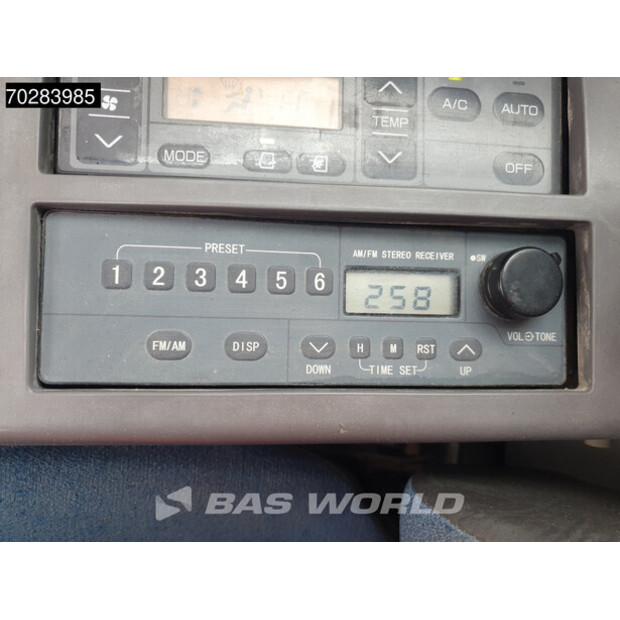 70283985
A/C
AUTO
TEMP
MODE
OFF
PRESET
1 2 3 4 5 6
AM/FM STEREO RECEIVER
SW
258
VOL TONE
FM/AM
DISP
H M RST
DOWN
TIME SET
UP
BAS WORLD